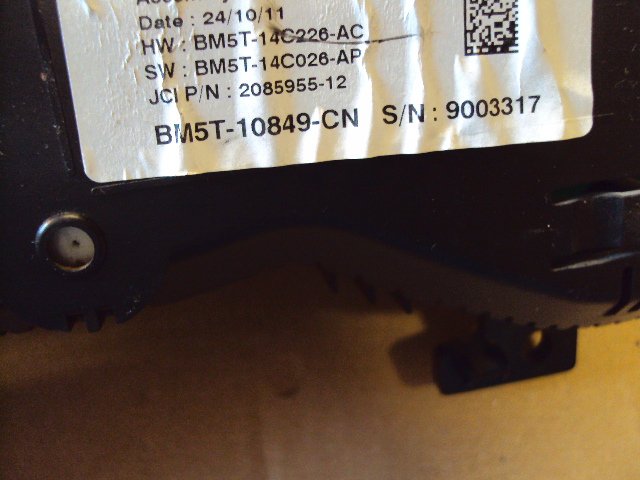 Date : 24/10/11
HW : BM5T-14C226-AC
SW : BM5T-14C026-AP
JCI P/N : 2085955-12
BM5T-10849-CN S/N : 9003317